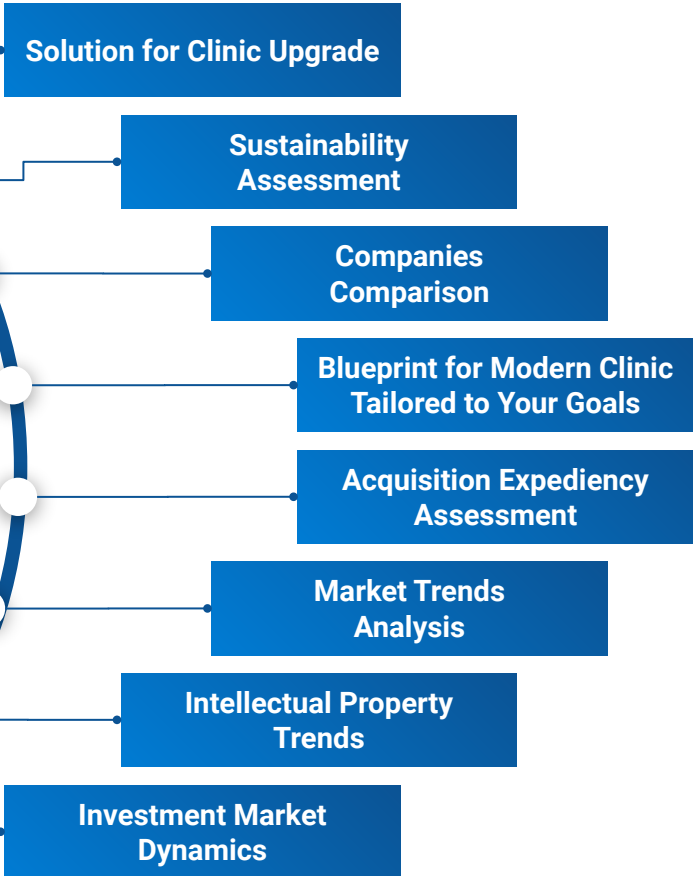 Solution for Clinic Upgrade
Sustainability
Assessment
Companies
Comparison
Blueprint for Modern Clinic
Tailored to Your Goals
Acquisition Expediency
Assessment
Market Trends
Analysis
Intellectual Property
Trends
Investment Market
Dynamics